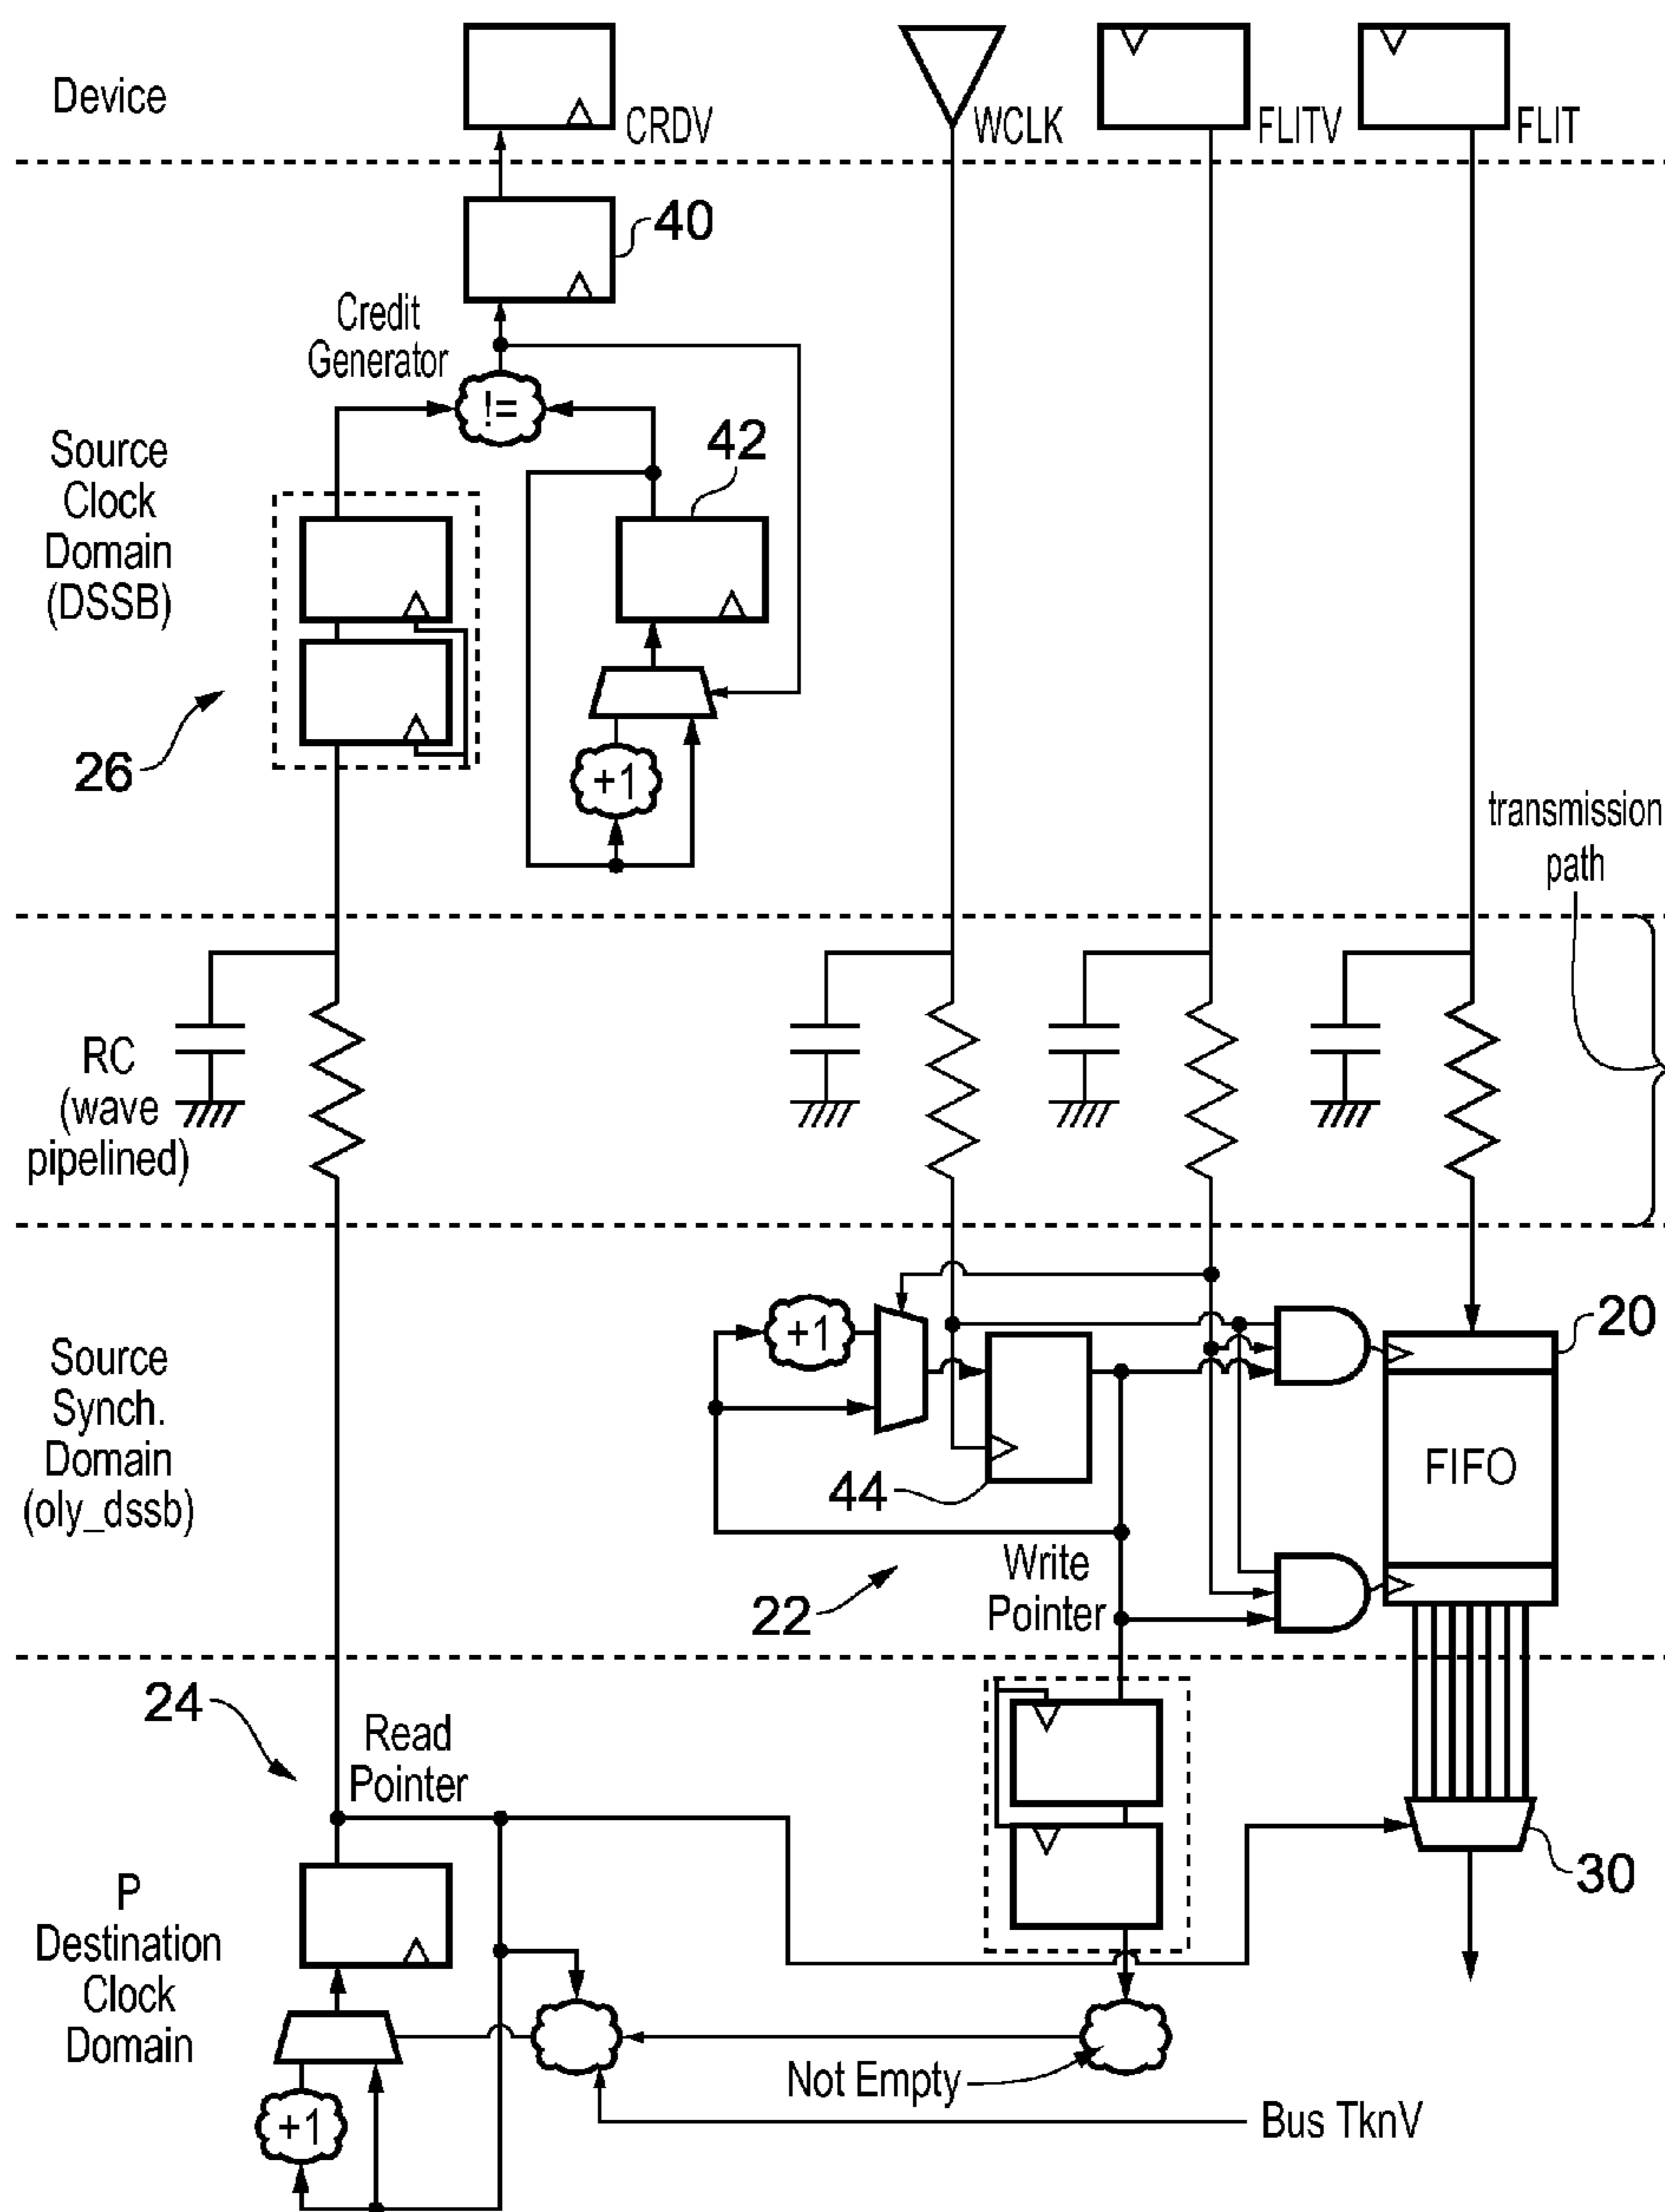 Device
CRDV
WCLK
FLITV
FLIT
40
Credit
Generator
!=
Source
Clock
Domain
(DSSB)
42
26
+1
transmission
path
RC
(wave
pipelined)
+1
20
Source
Synch.
Domain
(oly_dssb)
FIFO
44
Write
Pointer
22
24
Read
Pointer
30
P
Destination
Clock
Domain
Not Empty
+1
Bus TknV